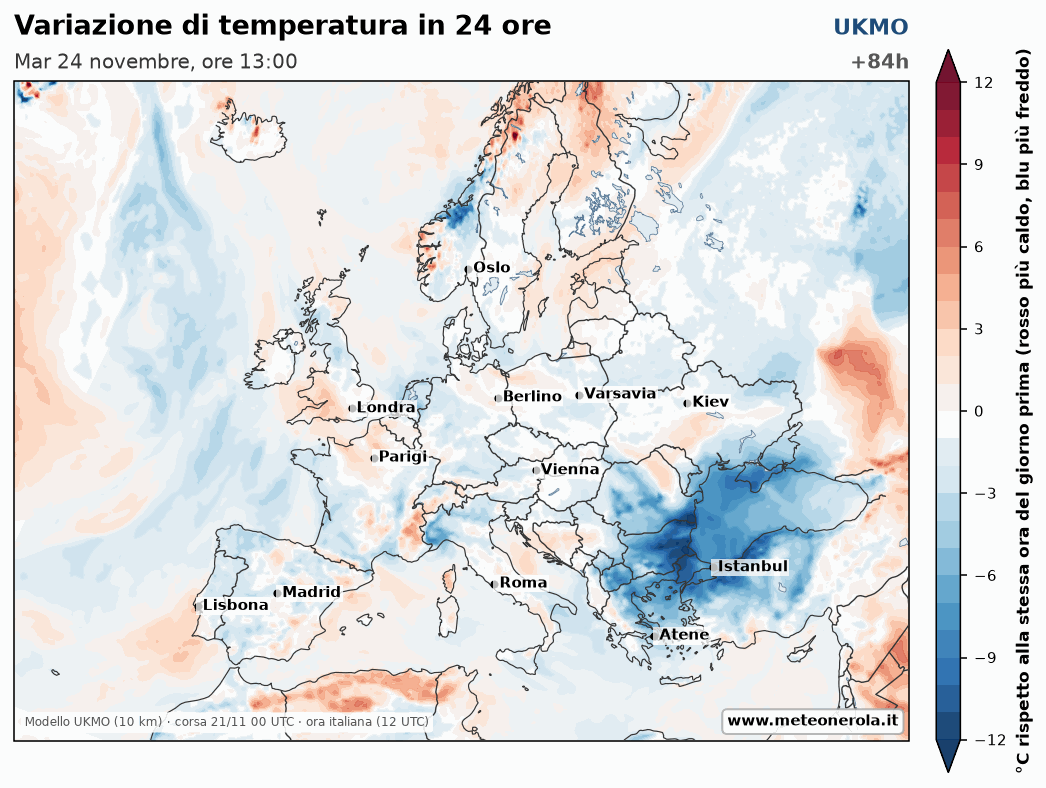 Variazione di temperatura in 24 ore
UKMO
Mar 24 novembre, ore 13:00
+84h
Oslo
Londra
Berlino
Varsavia
Kiev
Parigi
Vienna
Istanbul
Roma
Madrid
Lisbona
Atene
Modello UKMO (10 km) · corsa 21/11 00 UTC · ora italiana (12 UTC)
www.meteonerola.it
12
9
6
3
0
−3
−6
−9
−12
°C rispetto alla stessa ora del giorno prima (rosso più caldo, blu più freddo)